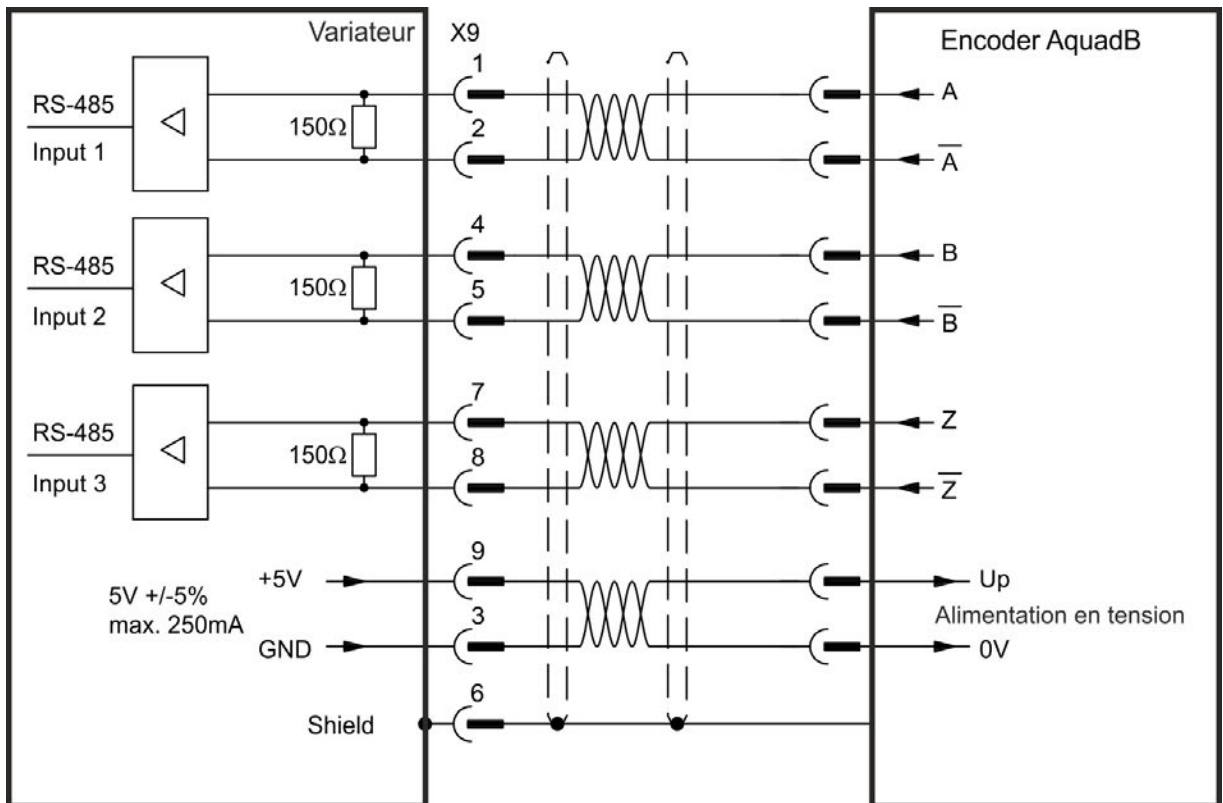 Variateur
X9
Encoder AquadB
RS-485
Input 1
150Ω
1
2
A
A̅
RS-485
Input 2
150Ω
4
5
B
B̅
RS-485
Input 3
150Ω
7
8
Z
Z̅
5V +/-5%
max. 250mA
+5V
GND
9
3
Up
Alimentation en tension
0V
Shield
6